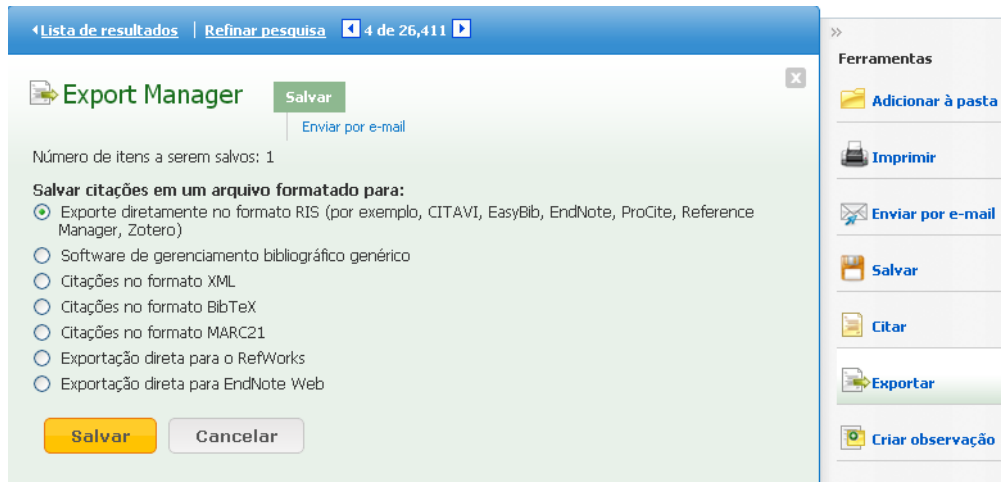 Lista de resultados | Refinar pesquisa 4 de 26,411
Export Manager Salvar
Enviar por e-mail
Número de itens a serem salvos: 1
Salvar citações em um arquivo formatado para:
Exporte diretamente no formato RIS (por exemplo, CITAVI, EasyBib, EndNote, ProCite, Reference
Manager, Zotero)
Software de gerenciamento bibliográfico genérico
Citações no formato XML
Citações no formato BibTeX
Citações no formato MARC21
Exportação direta para o RefWorks
Exportação direta para EndNote Web
Salvar Cancelar
»
Ferramentas
Adicionar à pasta
Imprimir
Enviar por e-mail
Salvar
Citar
Exportar
Criar observação